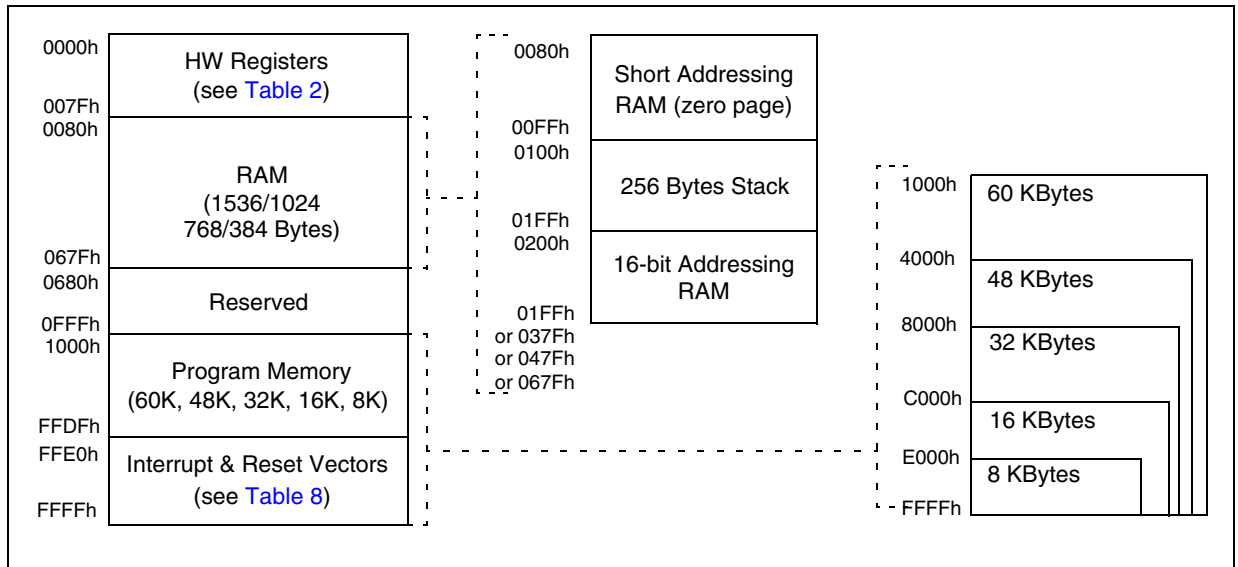 0000h
HW Registers
(see Table 2)
007Fh
0080h
RAM
(1536/1024
768/384 Bytes)
067Fh
0680h
Reserved
0FFFh
1000h
Program Memory
(60K, 48K, 32K, 16K, 8K)
FFDFh
FFE0h
Interrupt & Reset Vectors
(see Table 8)
FFFFh
0080h
Short Addressing
RAM (zero page)
00FFh
0100h
256 Bytes Stack
01FFh
0200h
16-bit Addressing
RAM
01FFh
or 037Fh
or 047Fh
or 067Fh
1000h
60 KBytes
4000h
48 KBytes
8000h
32 KBytes
C000h
16 KBytes
E000h
8 KBytes
FFFFh